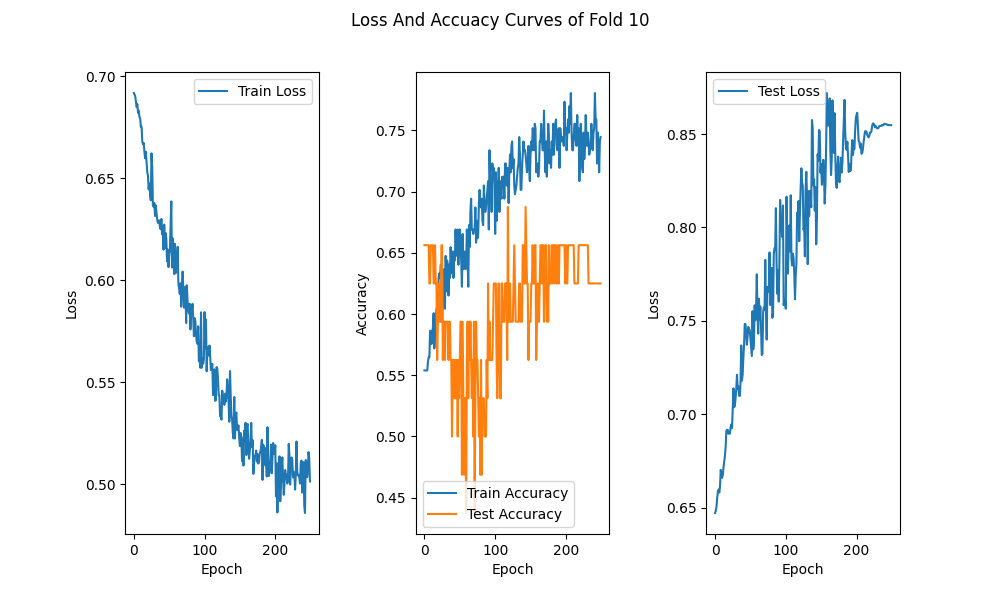 Loss And Accuacy Curves of Fold 10
Train Loss
0.70
0.65
0.60
0.55
0.50
Loss
0
100
200
Epoch
0.75
0.70
0.65
0.60
0.55
0.50
0.45
Accuracy
Train Accuracy
Test Accuracy
0
100
200
Epoch
Test Loss
0.85
0.80
0.75
0.70
0.65
Loss
0
100
200
Epoch